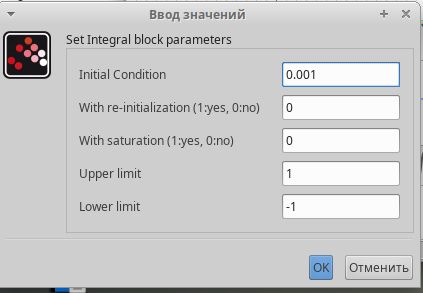 Ввод значений
Set Integral block parameters
Initial Condition 0.001
With re-initialization (1:yes, 0:no) 0
With saturation (1:yes, 0:no) 0
Upper limit 1
Lower limit -1
OK Отменить